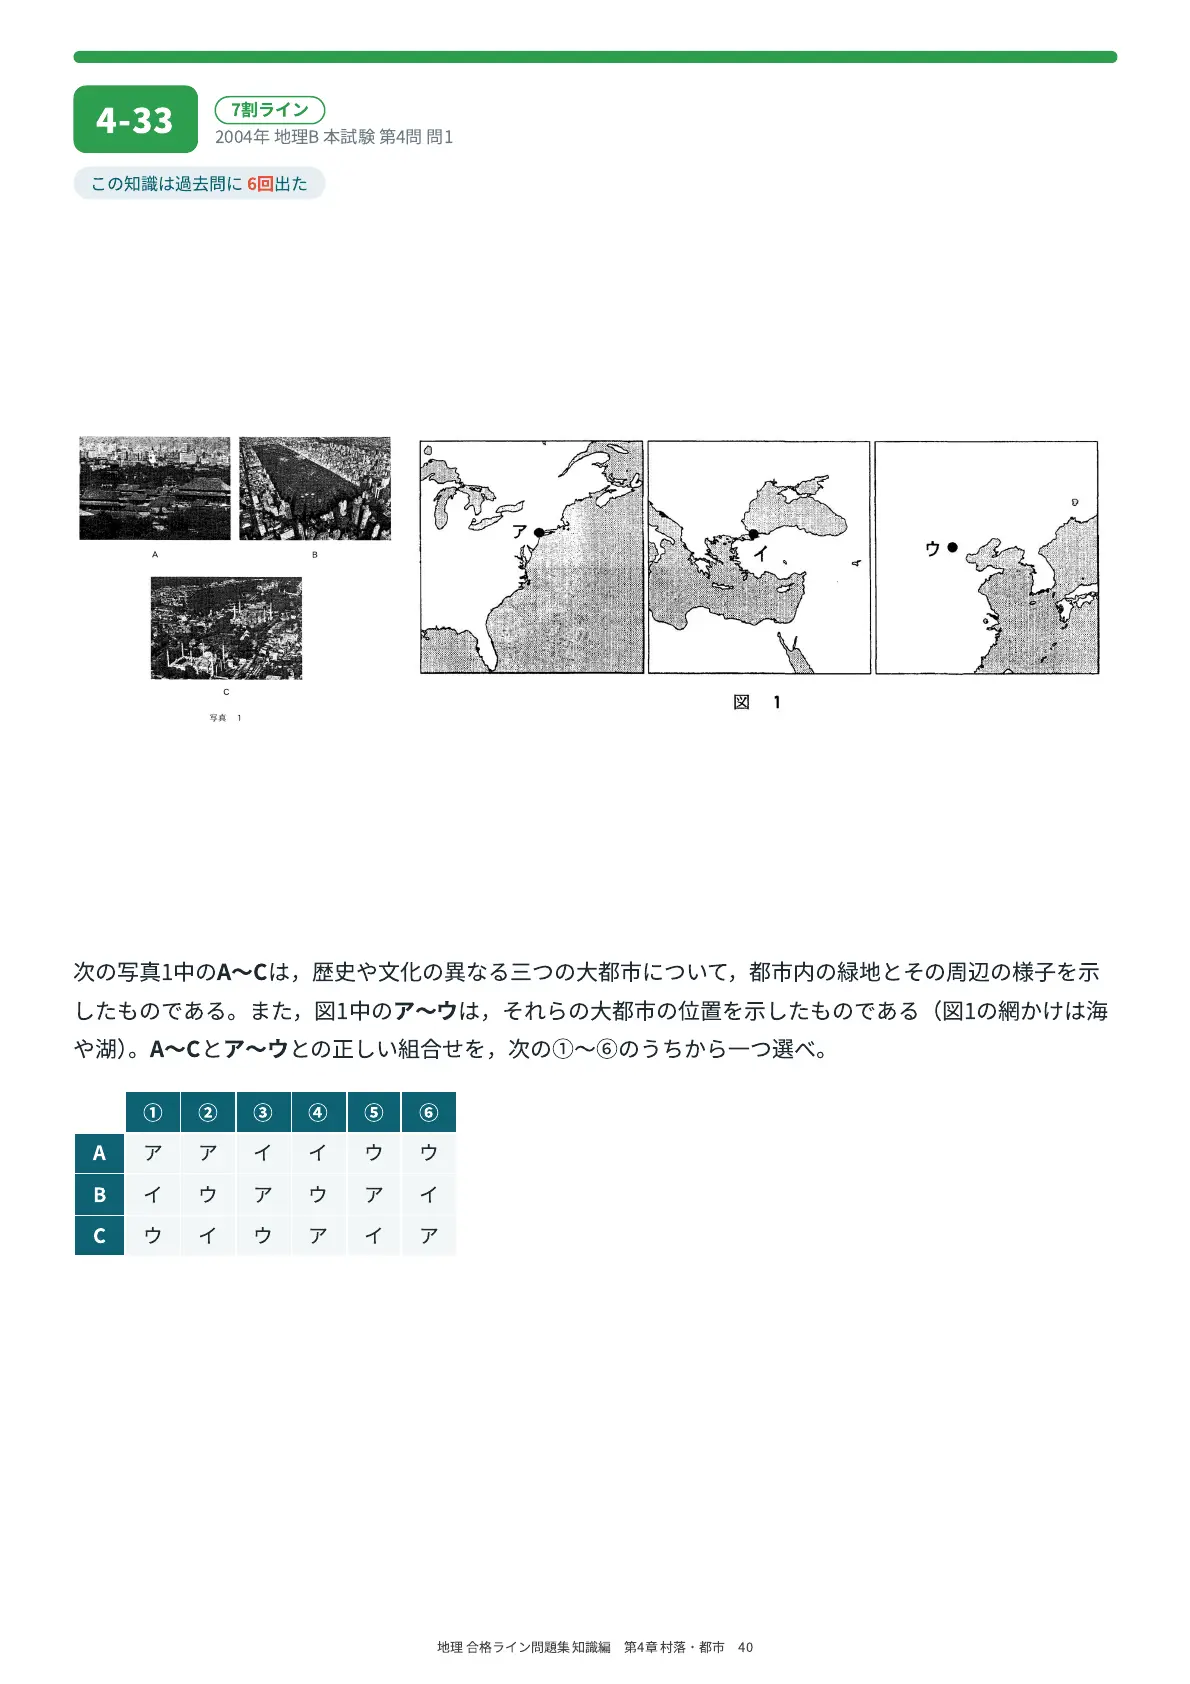 4-33
7割ライン
2004年 地理B 本試験 第4問 問1
この知識は過去問に 6回出た
A
B
C
写真 1
ア
イ
ウ
図 1
次の写真1中のA〜Cは，歴史や文化の異なる三つの大都市について，都市内の緑地とその周辺の様子を示
したものである。また，図1中のア〜ウは，それらの大都市の位置を示したものである（図1の網かけは海
や湖）。A〜Cとア〜ウとの正しい組合せを，次の①〜⑥のうちから一つ選べ。
① ② ③ ④ ⑤ ⑥
A ア ア イ イ ウ ウ
B イ ウ ア ウ ア イ
C ウ イ ウ ア イ ア
地理 合格ライン問題集 知識編 第4章 村落・都市 40